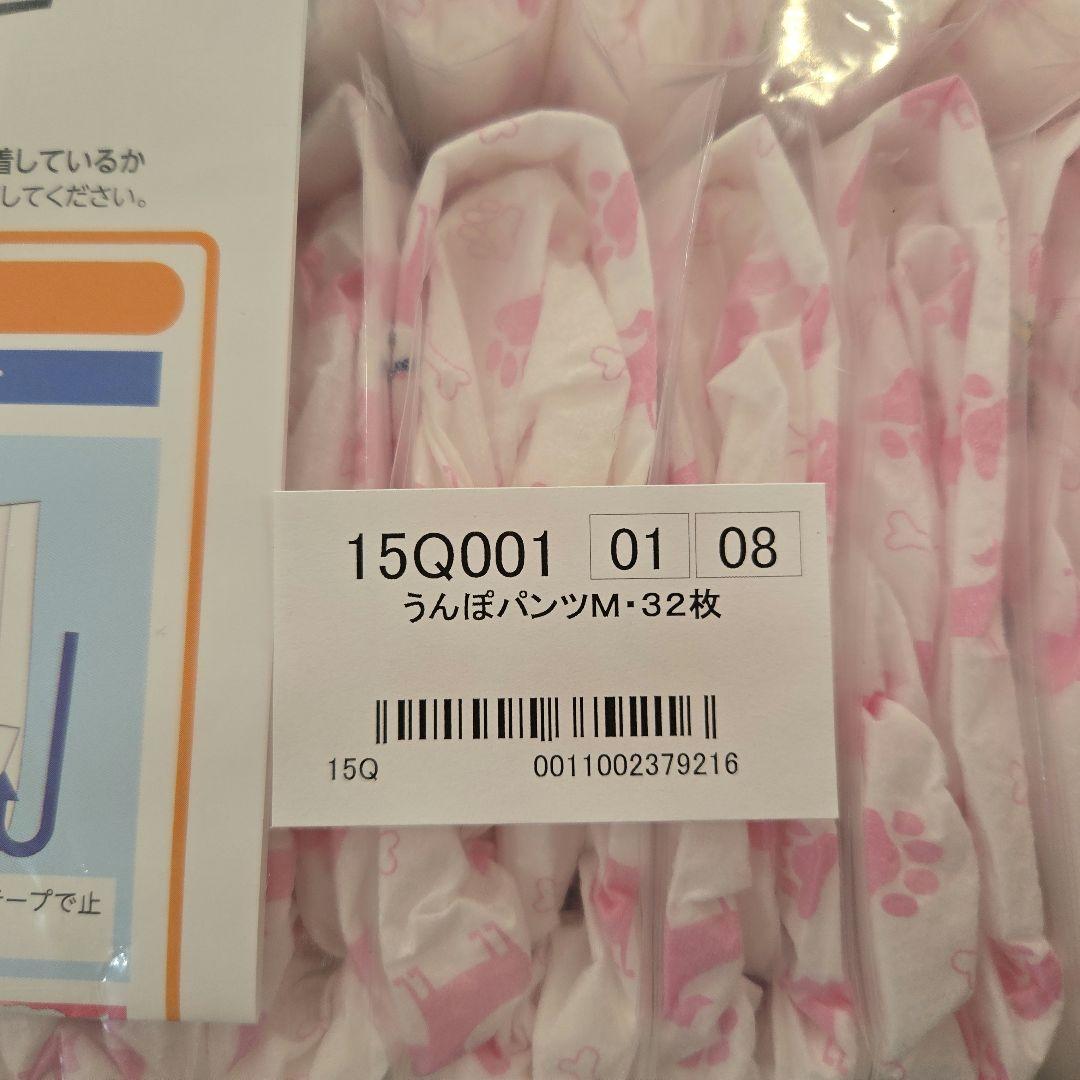 着しているか
してください。
15Q001 01 08
うんぽパンツM・32枚
15Q 0011002379216
テープで止